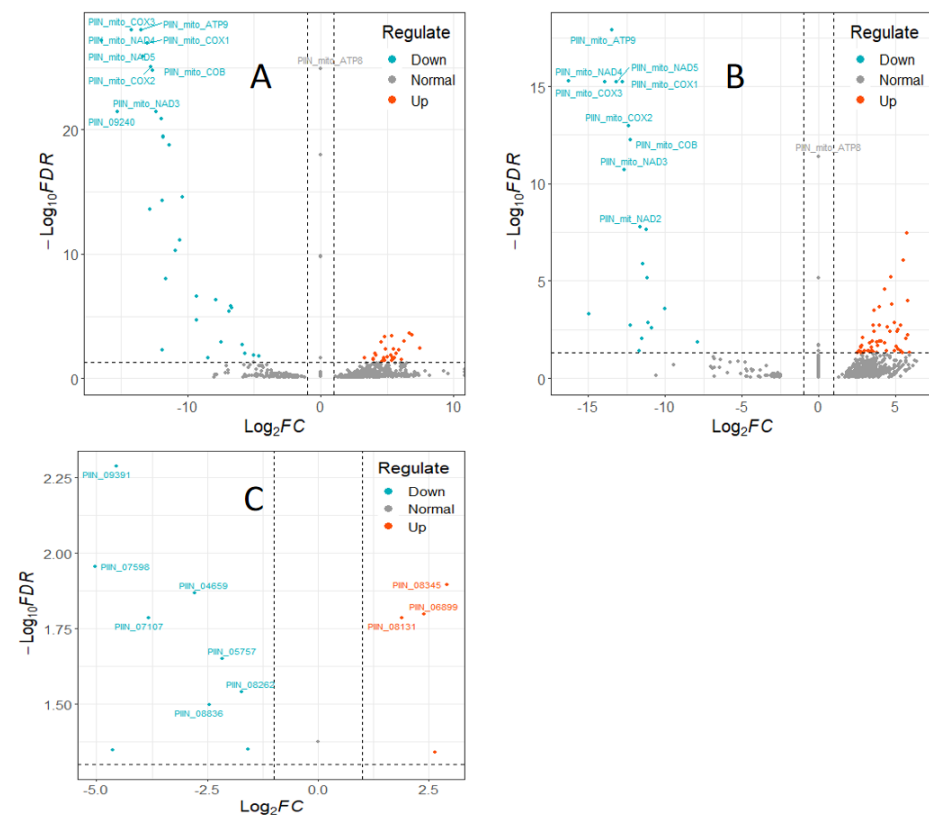 PIIN_mito_COX3
PIIN_mito_ATP9
PIIN_mito_NAD4
PIIN_mito_COX1
PIIN_mito_NAD5
PIIN_mito_COX2
PIIN_mito_COB
PIIN_mito_NAD3
PIIN_09240
PIIN_mito_ATP8
A
Regulate
Down
Normal
Up
20
10
0
−Log10FDR
-10
0
10
Log2FC
PIIN_mito_ATP9
PIIN_mito_NAD4
PIIN_mito_NAD5
PIIN_mito_COX3
PIIN_mito_COX1
PIIN_mito_COX2
PIIN_mito_COB
PIIN_mito_NAD3
PIIN_mit_NAD2
PIIN_mito_ATP8
B
Regulate
Down
Normal
Up
15
10
5
0
−Log10FDR
-15
-10
-5
0
5
Log2FC
PIIN_09391
PIIN_07598
PIIN_04659
PIIN_07107
PIIN_05757
PIIN_08262
PIIN_08836
PIIN_08345
PIIN_06899
PIIN_08131
C
Regulate
Down
Normal
Up
2.25
2.00
1.75
1.50
−Log10FDR
-5.0
-2.5
0.0
2.5
Log2FC